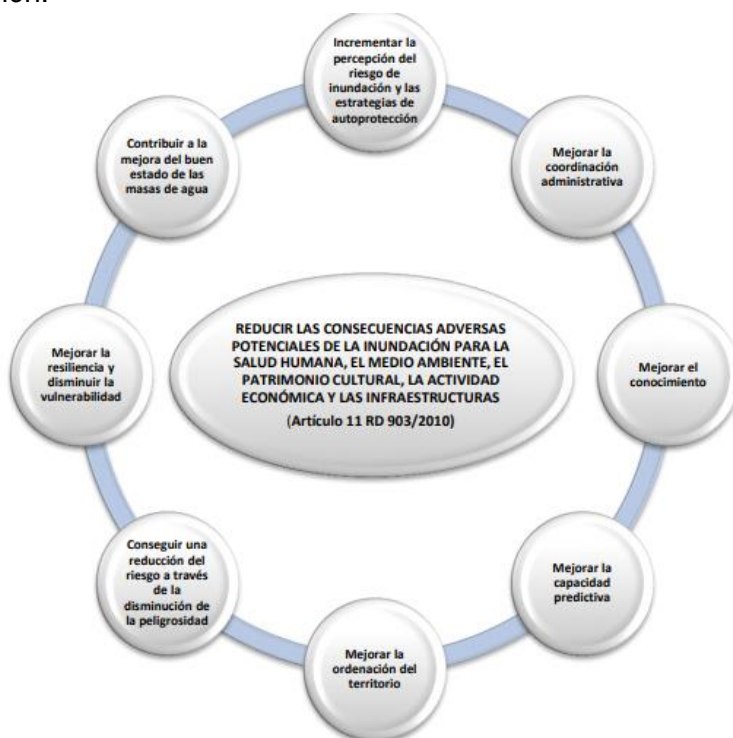 Incrementar la
percepción del
riesgo de
inundación y las
estrategias de
autoprotección
Mejorar la
coordinación
administrativa
Mejorar el
conocimiento
Mejorar la
capacidad
predictiva
Mejorar la
ordenación del
territorio
Conseguir una
reducción del
riesgo a través
de la
disminución de
la peligrosidad
Mejorar la
resiliencia y
disminuir la
vulnerabilidad
Contribuir a la
mejora del buen
estado de las
masas de agua
REDUCIR LAS CONSECUENCIAS ADVERSAS
POTENCIALES DE LA INUNDACIÓN PARA LA
SALUD HUMANA, EL MEDIO AMBIENTE, EL
PATRIMONIO CULTURAL, LA ACTIVIDAD
ECONÓMICA Y LAS INFRAESTRUCTURAS
(Artículo 11 RD 903/2010)